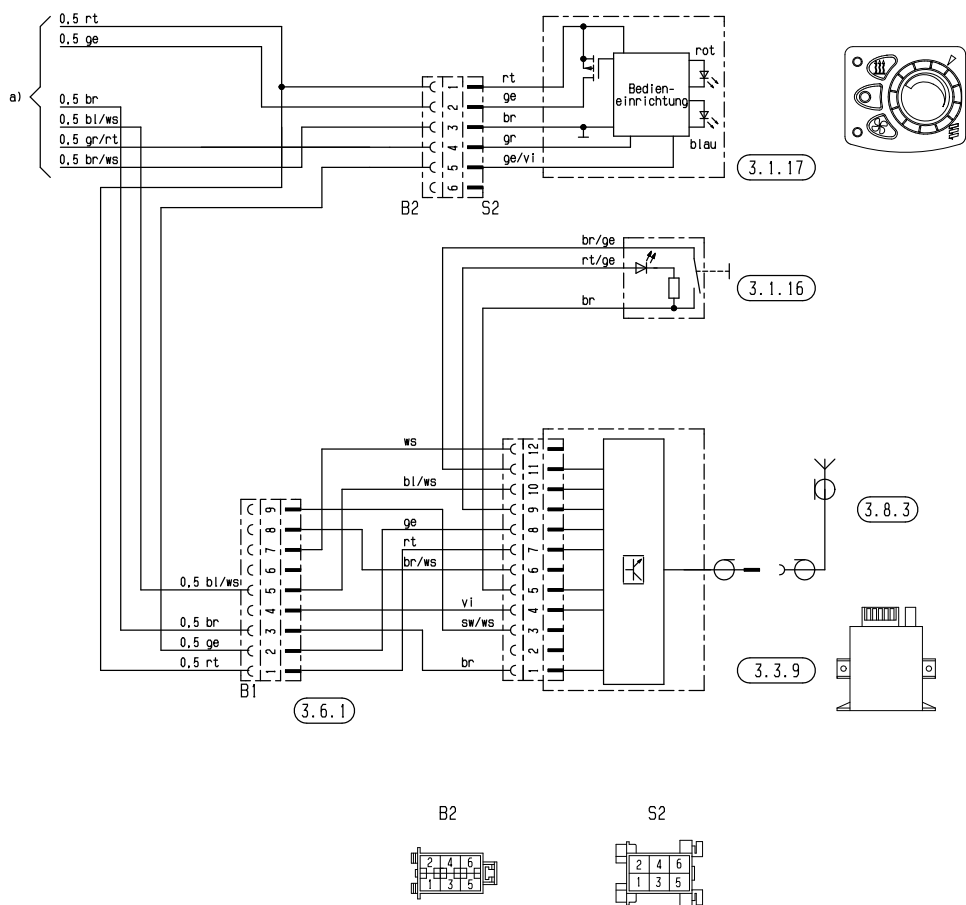 a)
0,5 rt
0,5 ge
0,5 br
0,5 bl/ws
0,5 gr/rt
0,5 br/ws
rt
ge
br
gr
ge/vi
1
2
3
4
5
6
B2
S2
Bedien-
einrichtung
rot
blau
3.1.17
br/ge
rt/ge
br
3.1.16
ws
bl/ws
ge
rt
br/ws
vi
sw/ws
br
12
11
10
9
8
7
6
5
4
3
2
1
9
8
7
6
5
4
3
2
1
0,5 bl/ws
0,5 br
0,5 ge
0,5 rt
B1
3.6.1
3.8.3
3.3.9
B2
2 4 6
1 3 5
S2
2 4 6
1 3 5